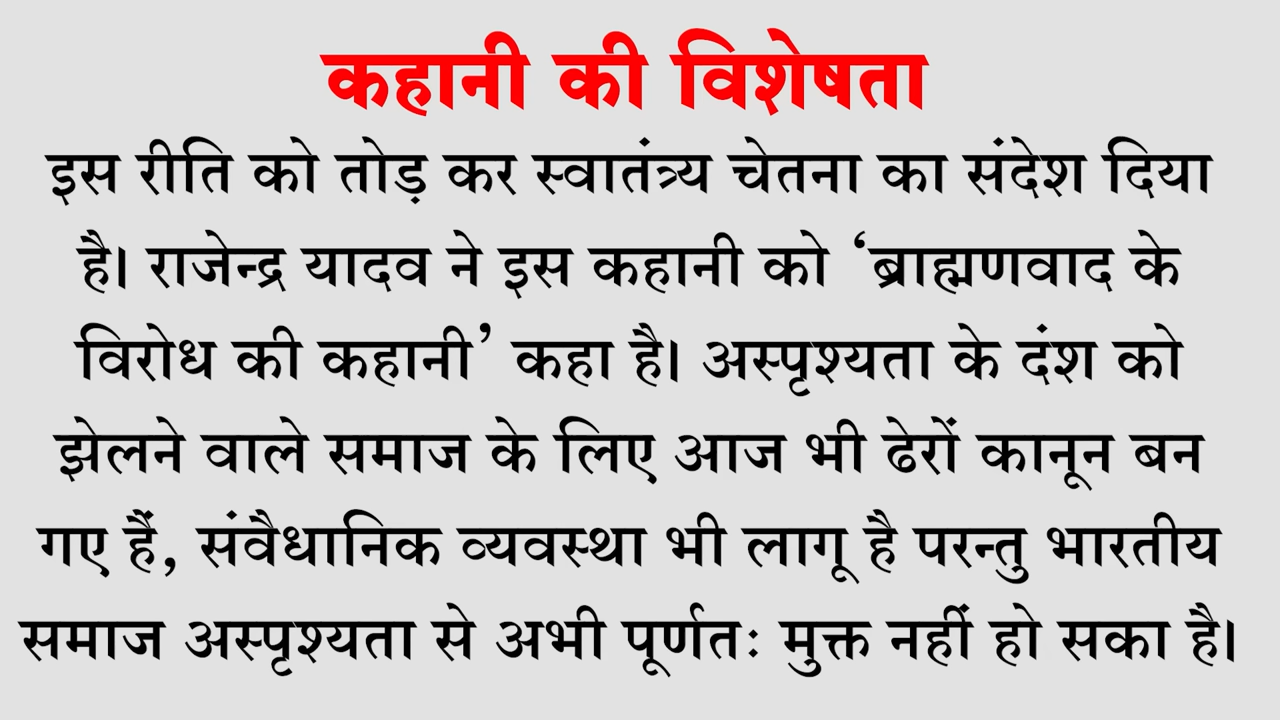 कहानी की विशेषता
इस रीति को तोड़ कर स्वातंत्र्य चेतना का संदेश दिया
है। राजेन्द्र यादव ने इस कहानी को ‘ब्राह्मणवाद के
विरोध की कहानी’ कहा है। अस्पृश्यता के दंश को
झेलने वाले समाज के लिए आज भी ढेरों कानून बन
गए हैं, संवैधानिक व्यवस्था भी लागू है परन्तु भारतीय
समाज अस्पृश्यता से अभी पूर्णतः मुक्त नहीं हो सका है।